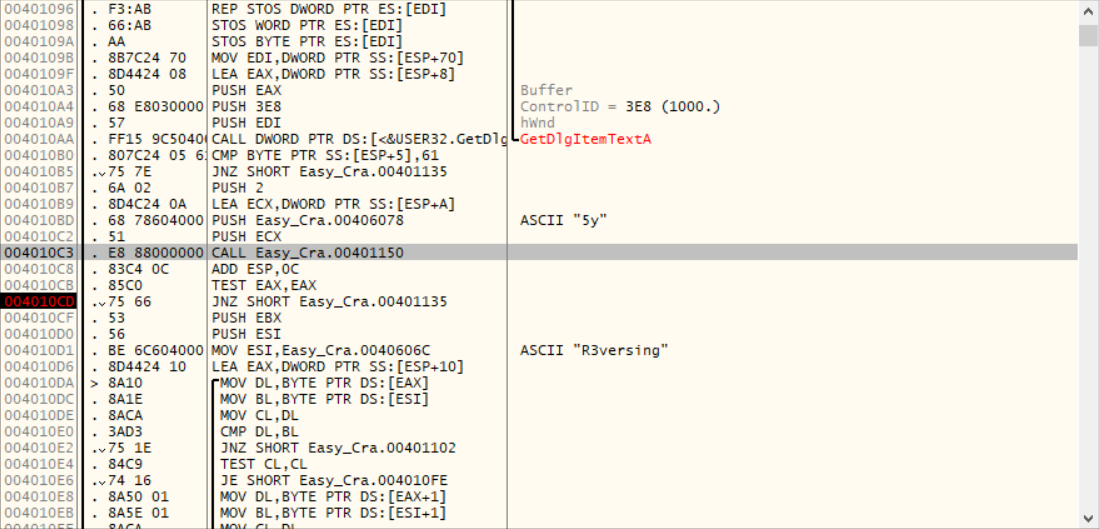 00401096 . F3:AB REP STOS DWORD PTR ES:[EDI]
00401098 . 66:AB STOS WORD PTR ES:[EDI]
0040109A . AA STOS BYTE PTR ES:[EDI]
0040109B . 8B7C24 70 MOV EDI,DWORD PTR SS:[ESP+70]
0040109F . 8D4424 08 LEA EAX,DWORD PTR SS:[ESP+8]
004010A3 . 50 PUSH EAX Buffer
004010A4 . 68 E8030000 PUSH 3E8 ControlID = 3E8 (1000.)
004010A9 . 57 PUSH EDI hWnd
004010AA . FF15 9C5040 CALL DWORD PTR DS:[<&USER32.GetDlg GetDlgItemTextA
004010B0 . 807C24 05 6 CMP BYTE PTR SS:[ESP+5],61
004010B5 .v 75 7E JNZ SHORT Easy_Cra.00401135
004010B7 . 6A 02 PUSH 2
004010B9 . 8D4C24 0A LEA ECX,DWORD PTR SS:[ESP+A]
004010BD . 68 78604000 PUSH Easy_Cra.00406078 ASCII "5y"
004010C2 . 51 PUSH ECX
004010C3 . E8 88000000 CALL Easy_Cra.00401150
004010C8 . 83C4 0C ADD ESP,0C
004010CB . 85C0 TEST EAX,EAX
004010CD .v 75 66 JNZ SHORT Easy_Cra.00401135
004010CF . 53 PUSH EBX
004010D0 . 56 PUSH ESI
004010D1 . BE 6C604000 MOV ESI,Easy_Cra.0040606C ASCII "R3versing"
004010D6 . 8D4424 10 LEA EAX,DWORD PTR SS:[ESP+10]
004010DA > 8A10 MOV DL,BYTE PTR DS:[EAX]
004010DC . 8A1E MOV BL,BYTE PTR DS:[ESI]
004010DE . 8ACA MOV CL,DL
004010E0 . 3AD3 CMP DL,BL
004010E2 .v 75 1E JNZ SHORT Easy_Cra.00401102
004010E4 . 84C9 TEST CL,CL
004010E6 .v 74 16 JE SHORT Easy_Cra.004010FE
004010E8 . 8A50 01 MOV DL,BYTE PTR DS:[EAX+1]
004010EB . 8A5E 01 MOV BL,BYTE PTR DS:[ESI+1]
004010EE . 8ACA MOV CL,DL